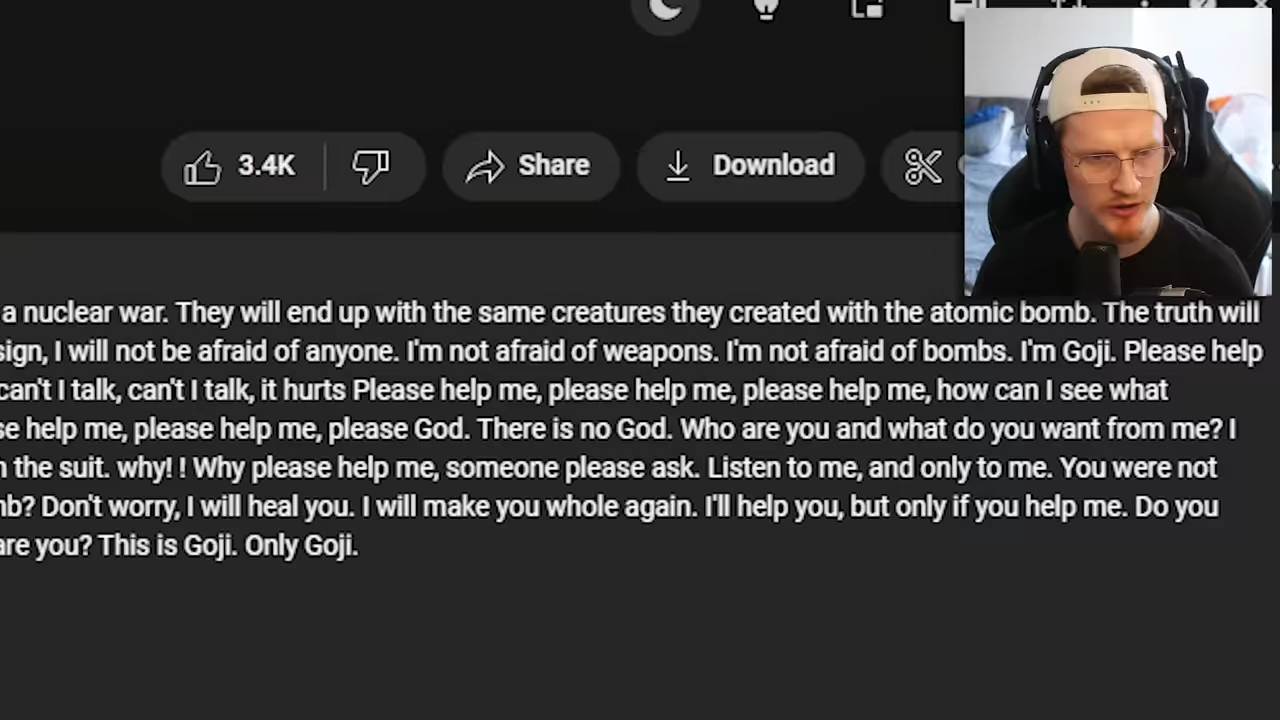 3.4K
Share
Download
a nuclear war. They will end up with the same creatures they created with the atomic bomb. The truth will
sign, I will not be afraid of anyone. I'm not afraid of weapons. I'm not afraid of bombs. I'm Goji. Please help
can't I talk, can't I talk, it hurts Please help me, please help me, please help me, how can I see what
se help me, please help me, please God. There is no God. Who are you and what do you want from me? I
the suit. why! ! Why please help me, someone please ask. Listen to me, and only to me. You were not
Don't worry, I will heal you. I will make you whole again. I'll help you, but only if you help me. Do you
are you? This is Goji. Only Goji.